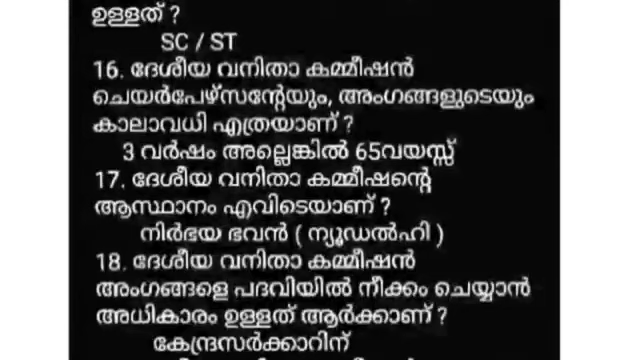 ഉള്ളത് ?
SC / ST
16. ദേശീയ വനിതാ കമ്മീഷൻ
ചെയർപേഴ്സന്റേയും, അംഗങ്ങളുടെയും
കാലാവധി എത്രയാണ് ?
3 വർഷം അല്ലെങ്കിൽ 65വയസ്സ്
17. ദേശീയ വനിതാ കമ്മീഷന്റെ
ആസ്ഥാനം എവിടെയാണ് ?
നിർഭയ ഭവൻ ( ന്യൂഡൽഹി )
18. ദേശീയ വനിതാ കമ്മീഷൻ
അംഗങ്ങളെ പദവിയിൽ നീക്കം ചെയ്യാൻ
അധികാരം ഉള്ളത് ആർക്കാണ് ?
കേന്ദ്രസർക്കാറിന്